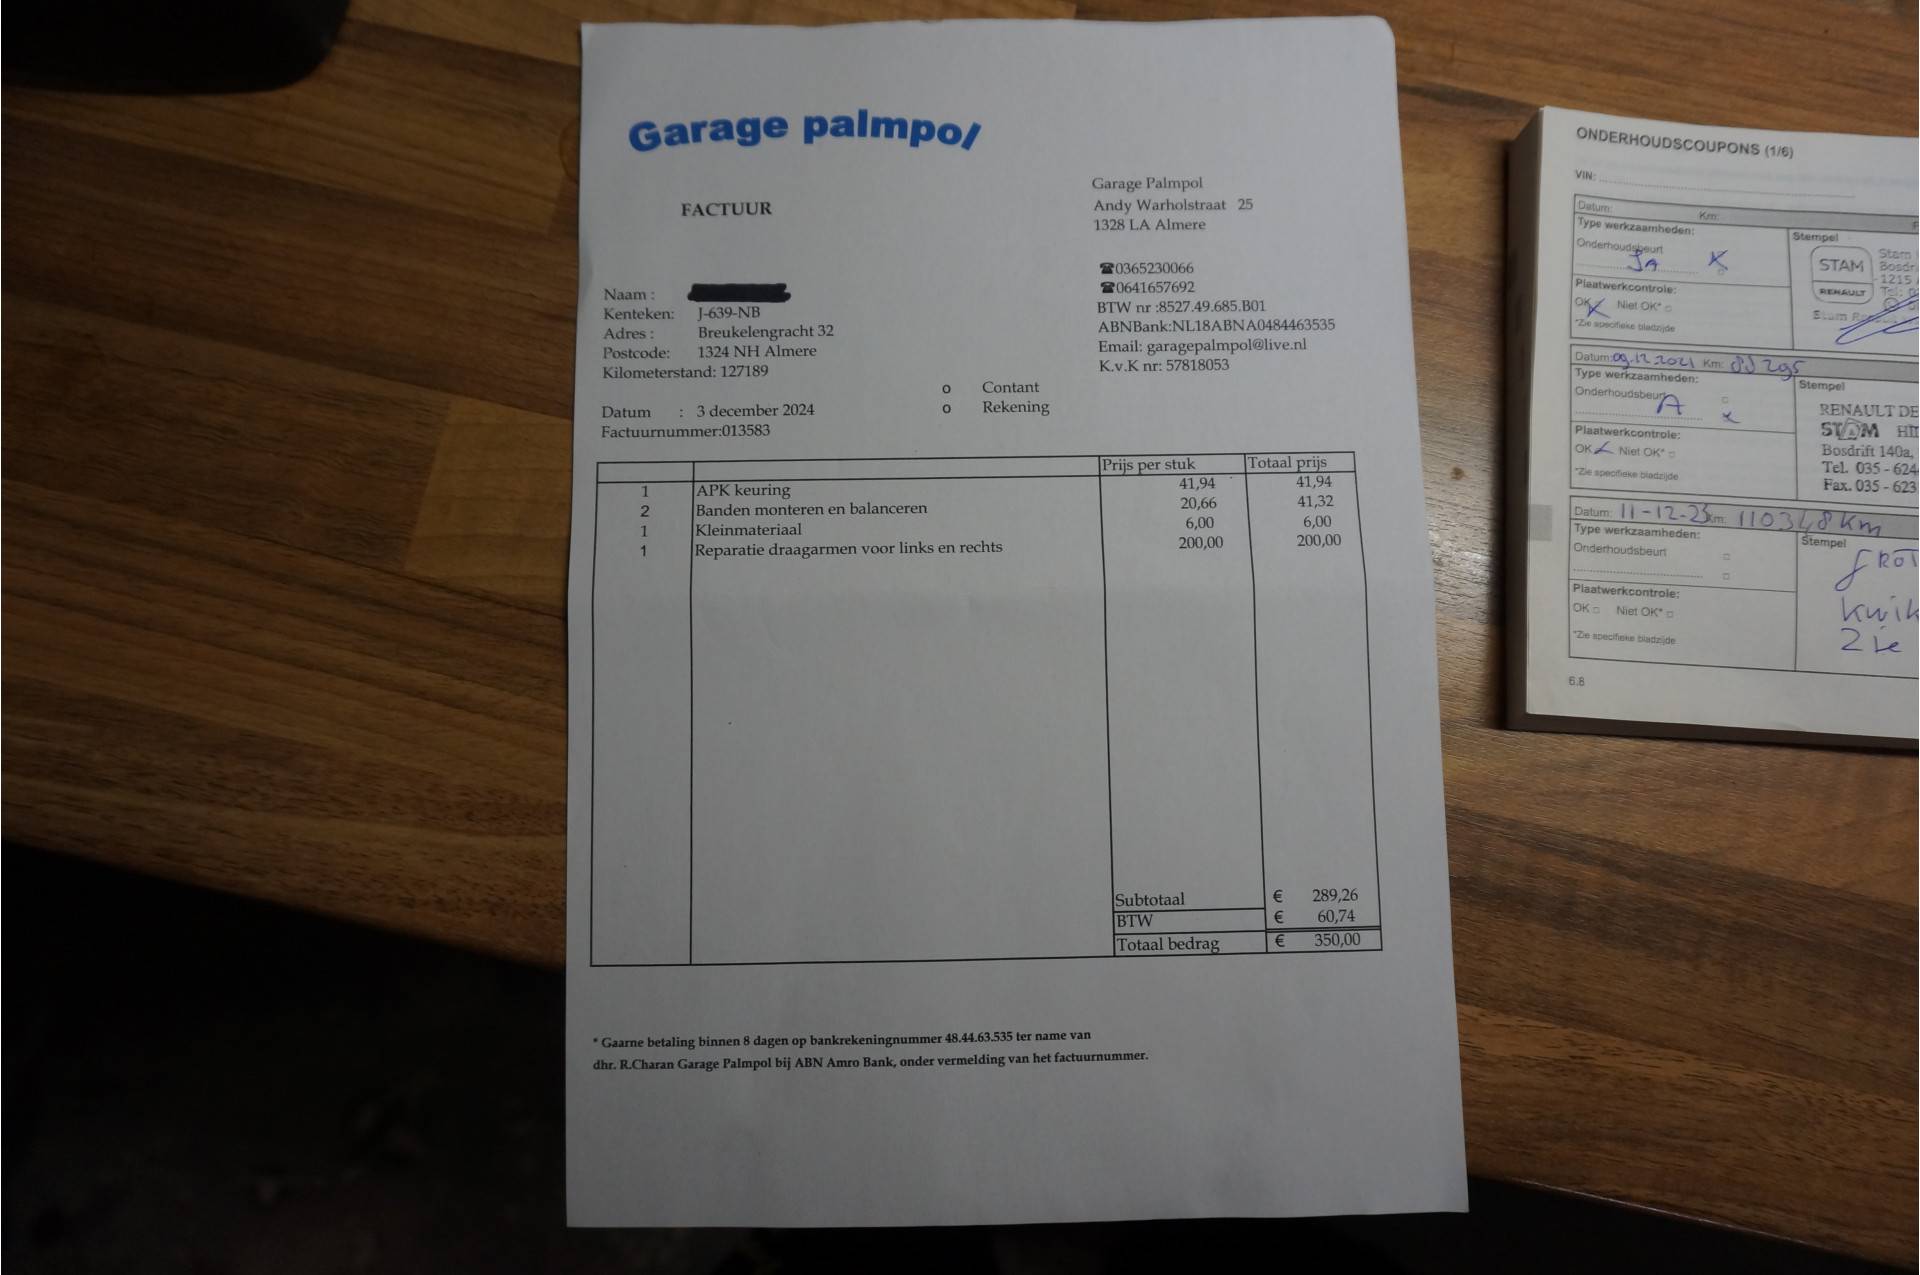 Garage palmpol
FACTUUR
Garage Palmpol
Andy Warholstraat 25
1328 LA Almere
☎0365230066
☎0641657692
BTW nr :8527.49.685.B01
ABNBank:NL18ABNA0484463535
Email: garagepalmpol@live.nl
K.v.K nr: 57818053
Naam :
Kenteken: J-639-NB
Adres : Breukelengracht 32
Postcode: 1324 NH Almere
Kilometerstand: 127189
o Contant
o Rekening
Datum : 3 december 2024
Factuurnummer:013583
Prijs per stuk Totaal prijs
1 APK keuring 41,94 41,94
2 Banden monteren en balanceren 20,66 41,32
1 Kleinmateriaal 6,00 6,00
1 Reparatie draagarmen voor links en rechts 200,00 200,00
Subtotaal € 289,26
BTW € 60,74
Totaal bedrag € 350,00
* Gaarne betaling binnen 8 dagen op bankrekeningnummer 48.44.63.535 ter name van
dhr. R.Charan Garage Palmpol bij ABN Amro Bank, onder vermelding van het factuurnummer.
ONDERHOUDSCOUPONS (1/6)
VIN:
Datum: Km:
Type werkzaamheden:
Onderhoudsbeurt
Stempel
STAM
RENAULT
Stam
Bosdri
1215
Tel: 0
Plaatwerkcontrole:
OK Niet OK*
*Zie specifieke bladzijde
Datum: 09.12.2021 Km:
Type werkzaamheden:
Onderhoudsbeurt
A
Stempel
RENAULT DE
STAM
Bosdrift 140a,
Tel. 035 - 624
Fax. 035 - 623
Plaatwerkcontrole:
OK Niet OK*
*Zie specifieke bladzijde
Datum: 11-12-23 Km: 110348 Km
Type werkzaamheden:
Onderhoudsbeurt
Stempel
Kwik
Zie
Plaatwerkcontrole:
OK Niet OK*
*Zie specifieke bladzijde
6.8